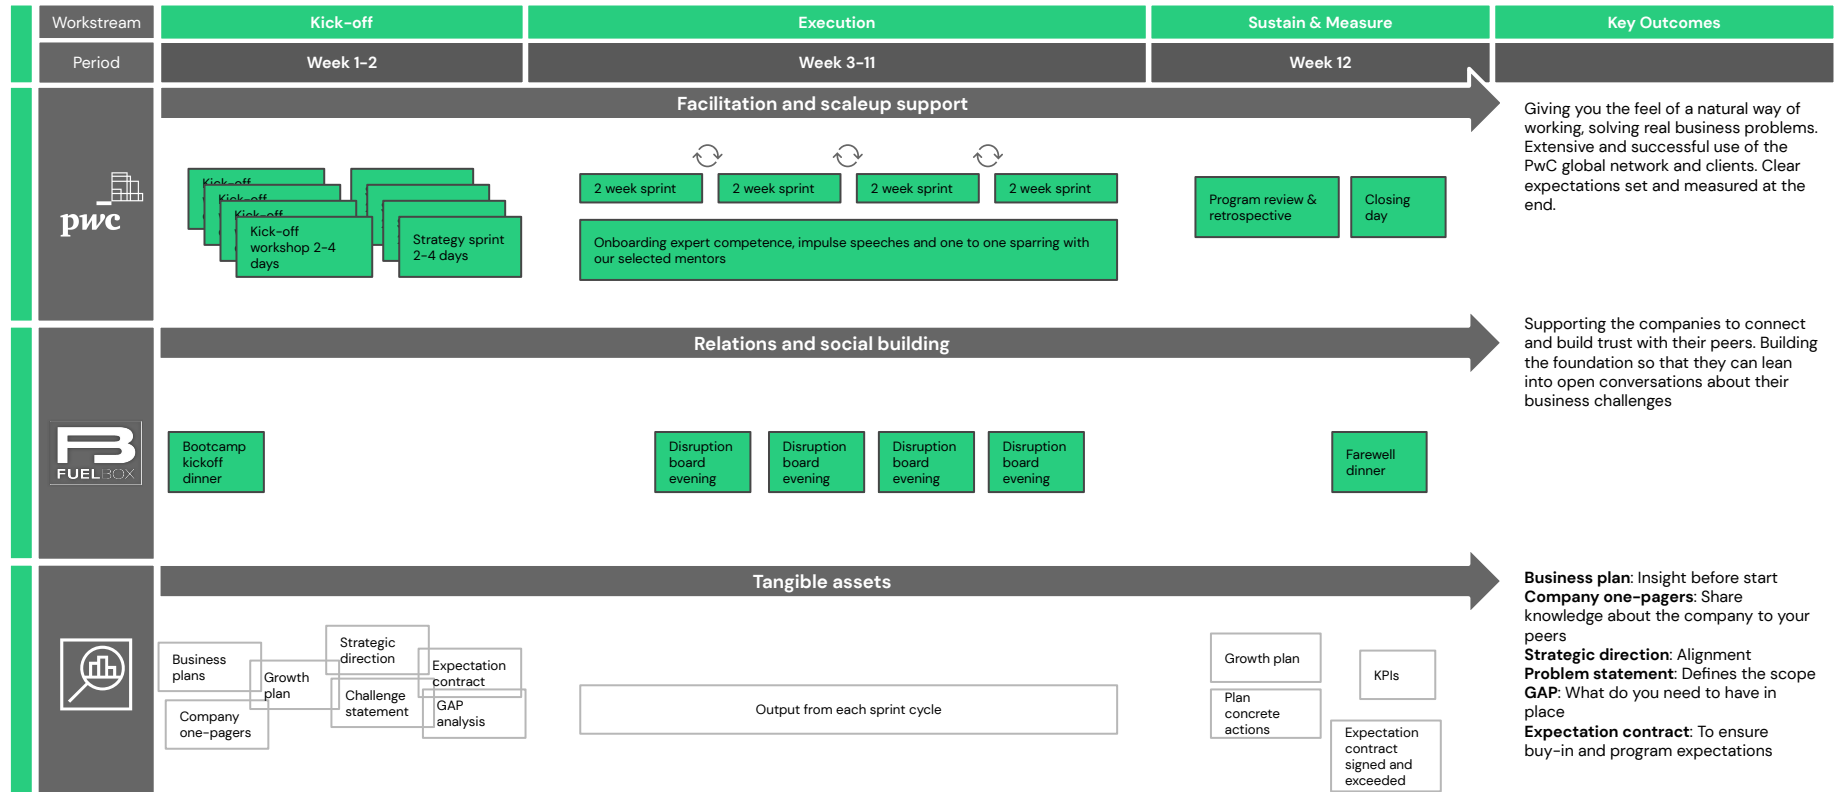 Workstream
Kick-off
Execution
Sustain & Measure
Key Outcomes
Period
Week 1-2
Week 3-11
Week 12
Facilitation and scaleup support
pwc
Kick-off
Kick-off
Kick-off
Kick-off
workshop 2-4
days
Strategy sprint
2-4 days
2 week sprint
2 week sprint
2 week sprint
2 week sprint
Onboarding expert competence, impulse speeches and one to one sparring with
our selected mentors
Program review &
retrospective
Closing
day
Giving you the feel of a natural way of
working, solving real business problems.
Extensive and successful use of the
PwC global network and clients. Clear
expectations set and measured at the
end.
Relations and social building
FUELBOX
Bootcamp
kickoff
dinner
Disruption
board
evening
Disruption
board
evening
Disruption
board
evening
Disruption
board
evening
Farewell
dinner
Supporting the companies to connect
and build trust with their peers. Building
the foundation so that they can lean
into open conversations about their
business challenges
Tangible assets
Business
plans
Company
one-pagers
Growth
plan
Strategic
direction
Challenge
statement
Expectation
contract
GAP
analysis
Output from each sprint cycle
Growth plan
Plan
concrete
actions
KPIs
Expectation
contract
signed and
exceeded
Business plan: Insight before start
Company one-pagers: Share
knowledge about the company to your
peers
Strategic direction: Alignment
Problem statement: Defines the scope
GAP: What do you need to have in
place
Expectation contract: To ensure
buy-in and program expectations